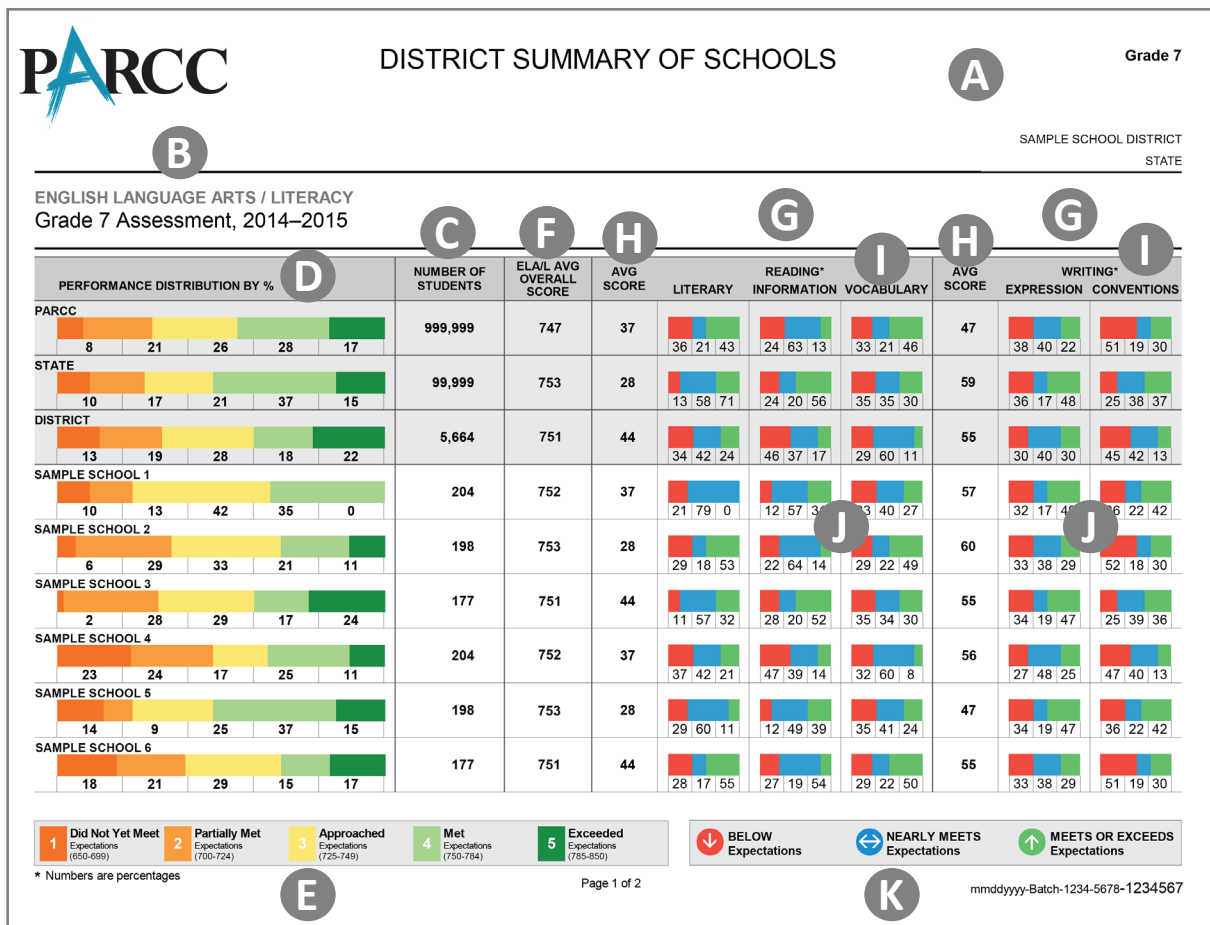 PARCC
DISTRICT SUMMARY OF SCHOOLS
A
Grade 7
B
SAMPLE SCHOOL DISTRICT
STATE
ENGLISH LANGUAGE ARTS / LITERACY
Grade 7 Assessment, 2014–2015
C F H G H G
D I I
PERFORMANCE DISTRIBUTION BY % NUMBER OF STUDENTS ELA/L AVG OVERALL SCORE AVG SCORE READING* AVG SCORE WRITING*
LITERARY INFORMATION VOCABULARY EXPRESSION CONVENTIONS
PARCC
999,999 747 37 47
8 21 26 28 17 36 21 43 24 63 13 33 21 46 38 40 22 51 19 30
STATE
99,999 753 28 59
10 17 21 37 15 13 58 71 24 20 56 35 35 30 36 17 48 25 38 37
DISTRICT
5,664 751 44 55
13 19 28 18 22 34 42 24 46 37 17 29 60 11 30 40 30 45 42 13
SAMPLE SCHOOL 1
204 752 37 57
10 13 42 35 0 21 79 0 12 57 40 27 32 17 22 42
J J
SAMPLE SCHOOL 2
198 753 28 60
6 29 33 21 11 29 18 53 22 64 14 29 22 49 33 38 29 52 18 30
SAMPLE SCHOOL 3
177 751 44 55
2 28 29 17 24 11 57 32 28 20 52 35 34 30 34 19 47 25 39 36
SAMPLE SCHOOL 4
204 752 37 56
23 24 17 25 11 37 42 21 47 39 14 32 60 8 27 48 25 47 40 13
SAMPLE SCHOOL 5
198 753 28 47
14 9 25 37 15 29 60 11 12 49 39 35 41 24 34 19 47 36 22 42
SAMPLE SCHOOL 6
177 751 44 55
18 21 29 15 17 28 17 55 27 19 54 29 22 50 33 38 29 51 19 30
1 Did Not Yet Meet Expectations (650-699)
2 Partially Met Expectations (700-724)
3 Approached Expectations (725-749)
4 Met Expectations (750-784)
5 Exceeded Expectations (785-850)
BELOW Expectations
NEARLY MEETS Expectations
MEETS OR EXCEEDS Expectations
* Numbers are percentages
E
Page 1 of 2
K
mmddyyyy-Batch-1234-5678-1234567